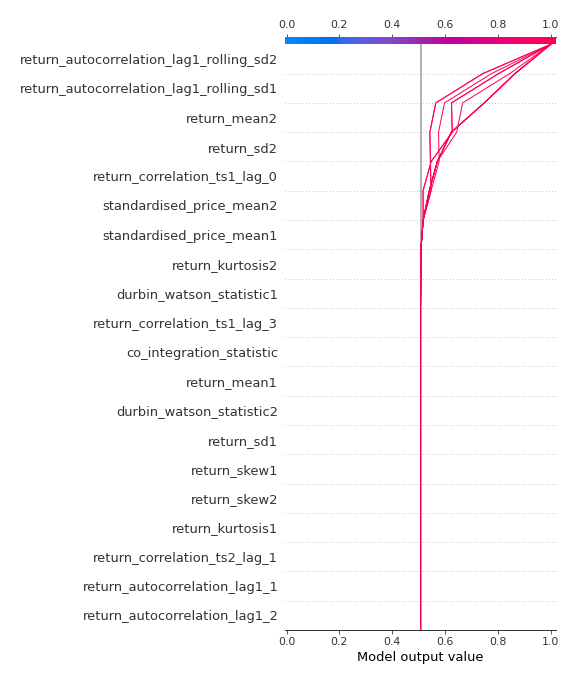 0.0 0.2 0.4 0.6 0.8 1.0
return_autocorrelation_lag1_rolling_sd2
return_autocorrelation_lag1_rolling_sd1
return_mean2
return_sd2
return_correlation_ts1_lag_0
standardised_price_mean2
standardised_price_mean1
return_kurtosis2
durbin_watson_statistic1
return_correlation_ts1_lag_3
co_integration_statistic
return_mean1
durbin_watson_statistic2
return_sd1
return_skew1
return_skew2
return_kurtosis1
return_correlation_ts2_lag_1
return_autocorrelation_lag1_1
return_autocorrelation_lag1_2
0.0 0.2 0.4 0.6 0.8 1.0
Model output value